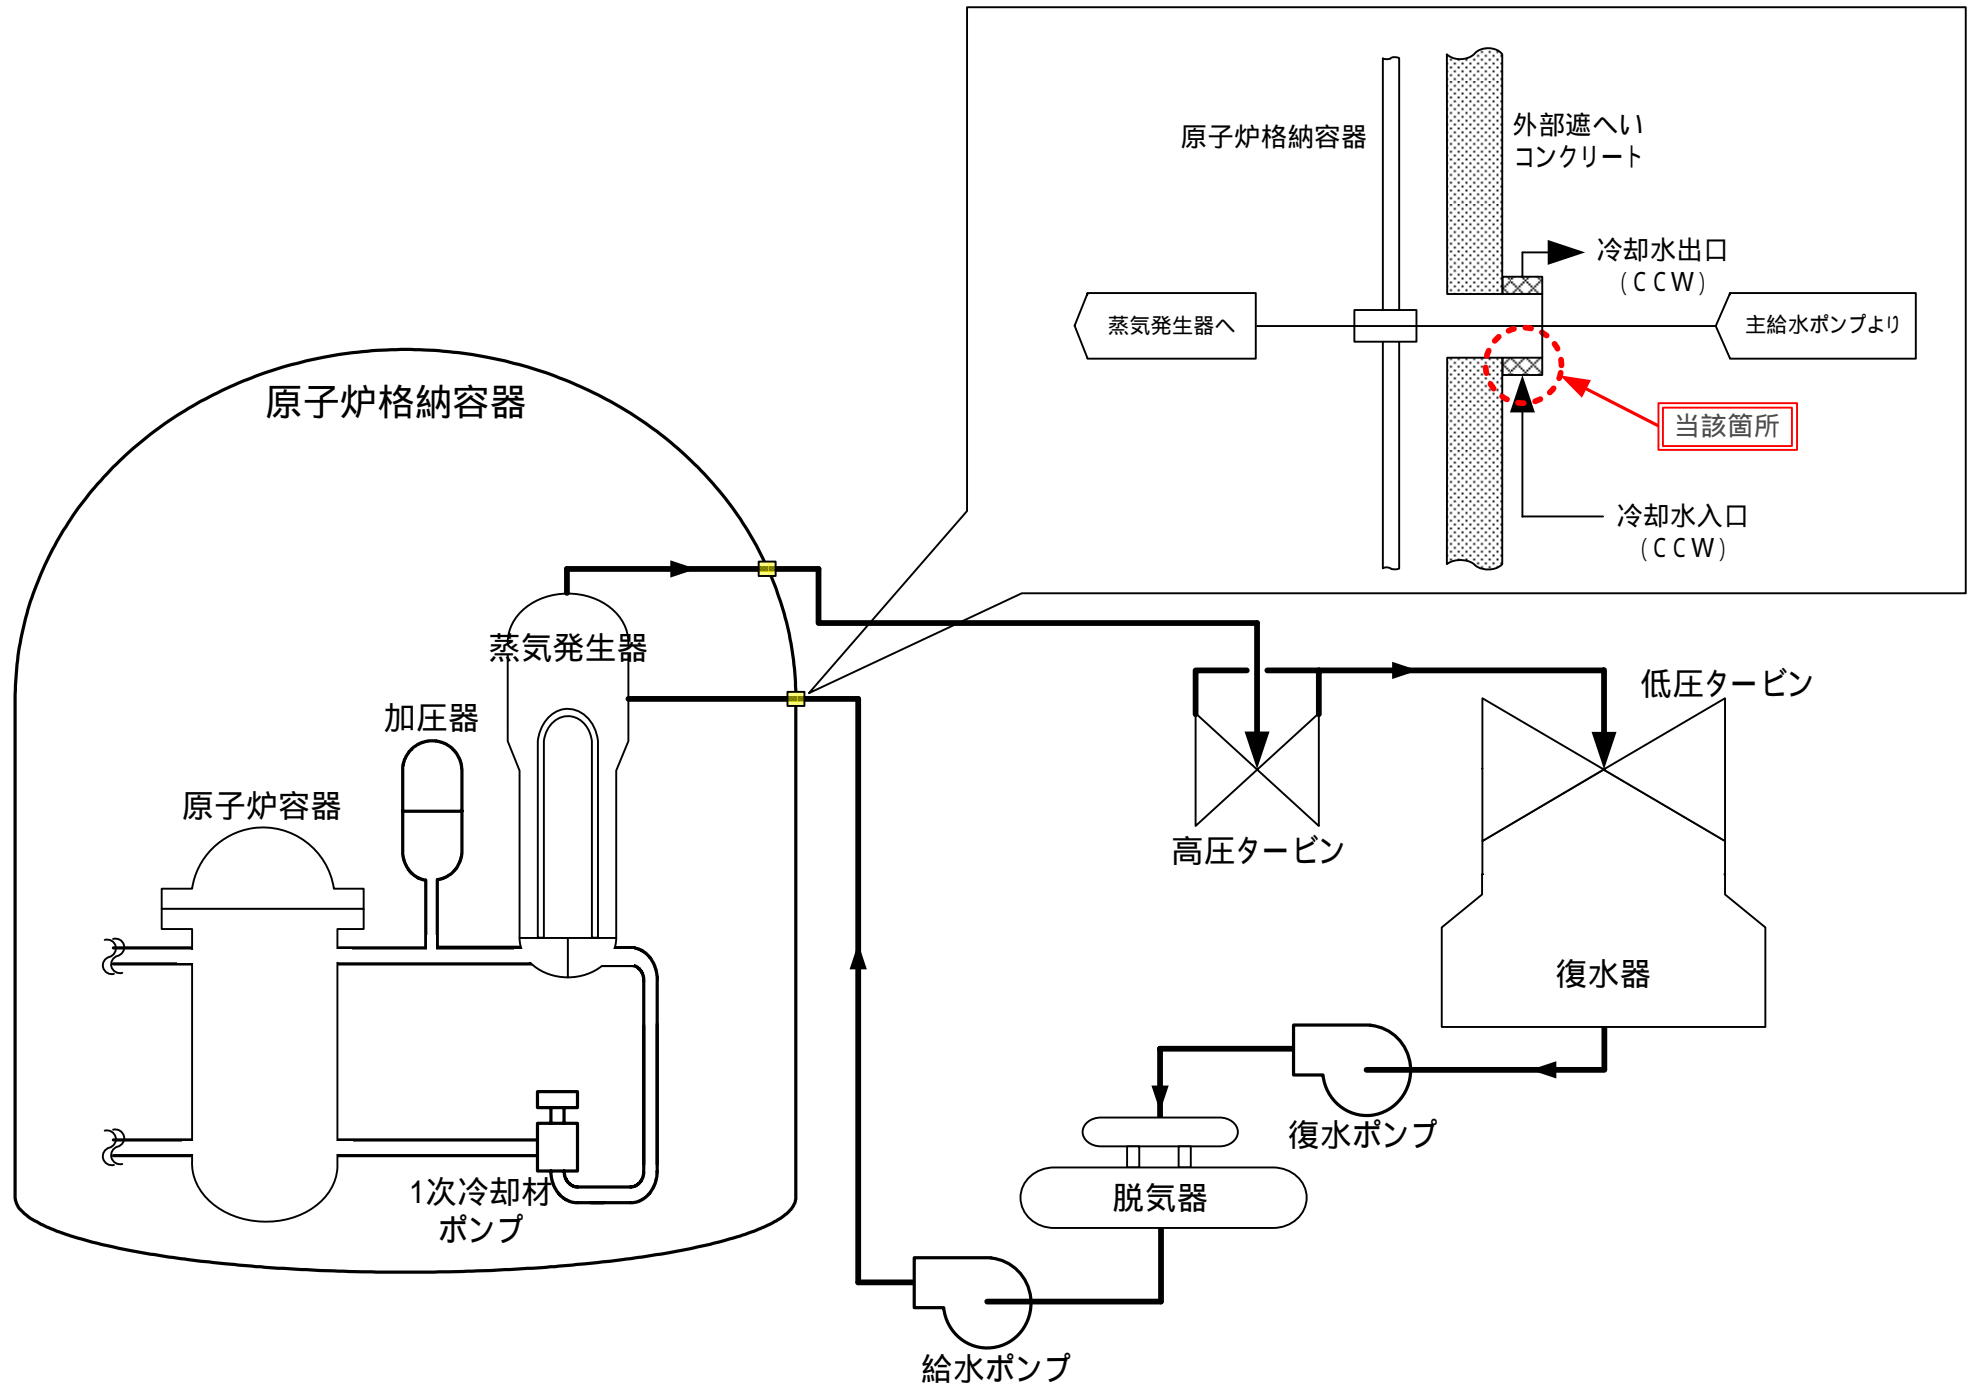 原子炉格納容器
外部遮へい
コンクリート
冷却水出口
(CCW)
蒸気発生器へ
主給水ポンプより
当該箇所
冷却水入口
(CCW)
原子炉格納容器
蒸気発生器
加圧器
原子炉容器
1次冷却材
ポンプ
低圧タービン
高圧タービン
復水器
復水ポンプ
脱気器
給水ポンプ